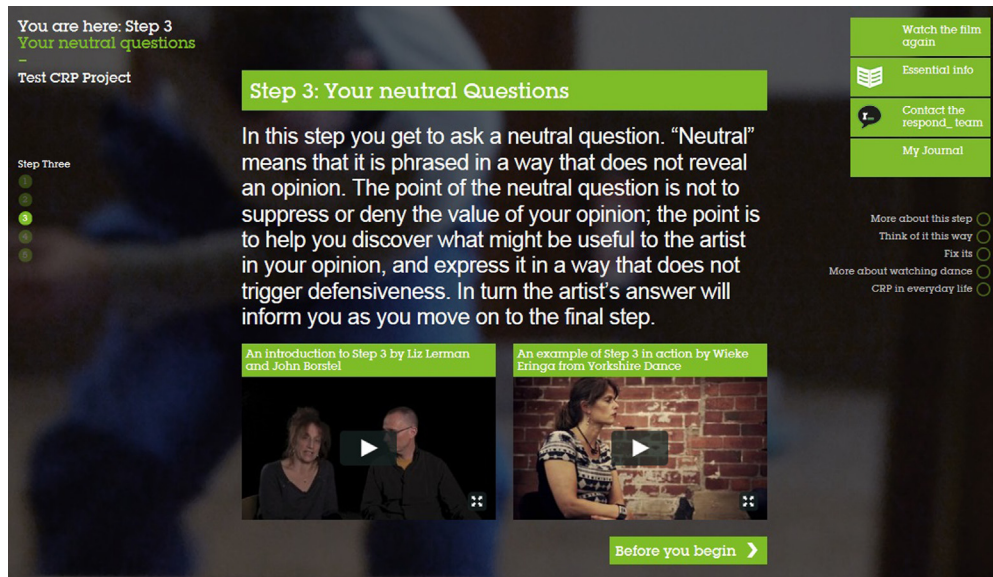 You are here: Step 3
Your neutral questions
–
Test CRP Project
Step Three
1
2
3
4
5
Step 3: Your neutral Questions
In this step you get to ask a neutral question. “Neutral”
means that it is phrased in a way that does not reveal
an opinion. The point of the neutral question is not to
suppress or deny the value of your opinion; the point is
to help you discover what might be useful to the artist
in your opinion, and express it in a way that does not
trigger defensiveness. In turn the artist’s answer will
inform you as you move on to the final step.
An introduction to Step 3 by Liz Lerman
and John Borstel
An example of Step 3 in action by Wieke
Eringa from Yorkshire Dance
Before you begin
Watch the film
again
Essential info
r_
Contact the
respond_ team
My Journal
More about this step
Think of it this way
Fix its
More about watching dance
CRP in everyday life